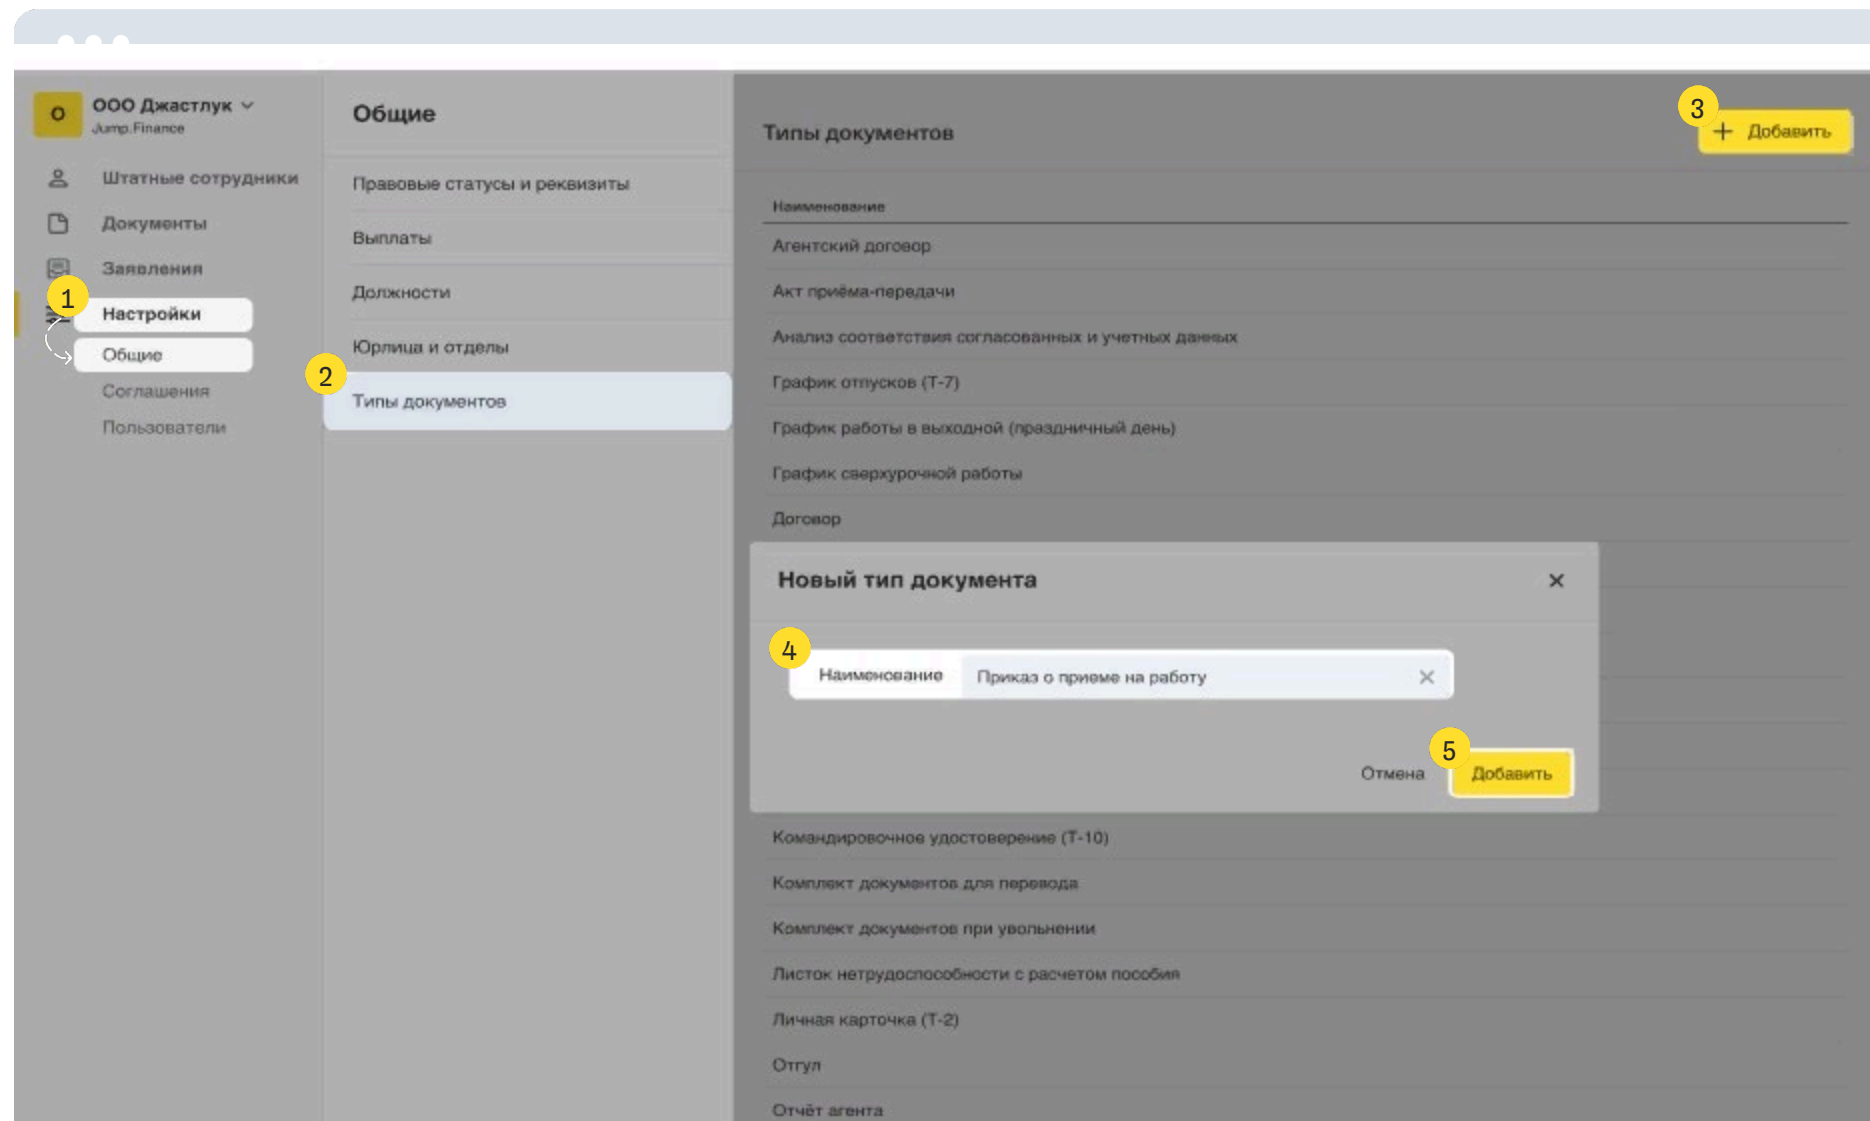 О
ООО Джастлук
Jump.Finance
Штатные сотрудники
Документы
Заявления
1
Настройки
Общие
Соглашения
Пользователи
Общие
Правовые статусы и реквизиты
Выплаты
Должности
Юрлица и отделы
2
Типы документов
Типы документов
3
+ Добавить
Наименование
Агентский договор
Акт приёма-передачи
Анализ соответствия согласованных и учетных данных
График отпусков (Т-7)
График работы в выходной (праздничный день)
График сверхурочной работы
Договор
Новый тип документа
4
Наименование Приказ о приеме на работу
Отмена
5
Добавить
Командировочное удостоверение (Т-10)
Комплект документов для перевода
Комплект документов при увольнении
Листок нетрудоспособности с расчетом пособия
Личная карточка (Т-2)
Отгул
Отчёт агента